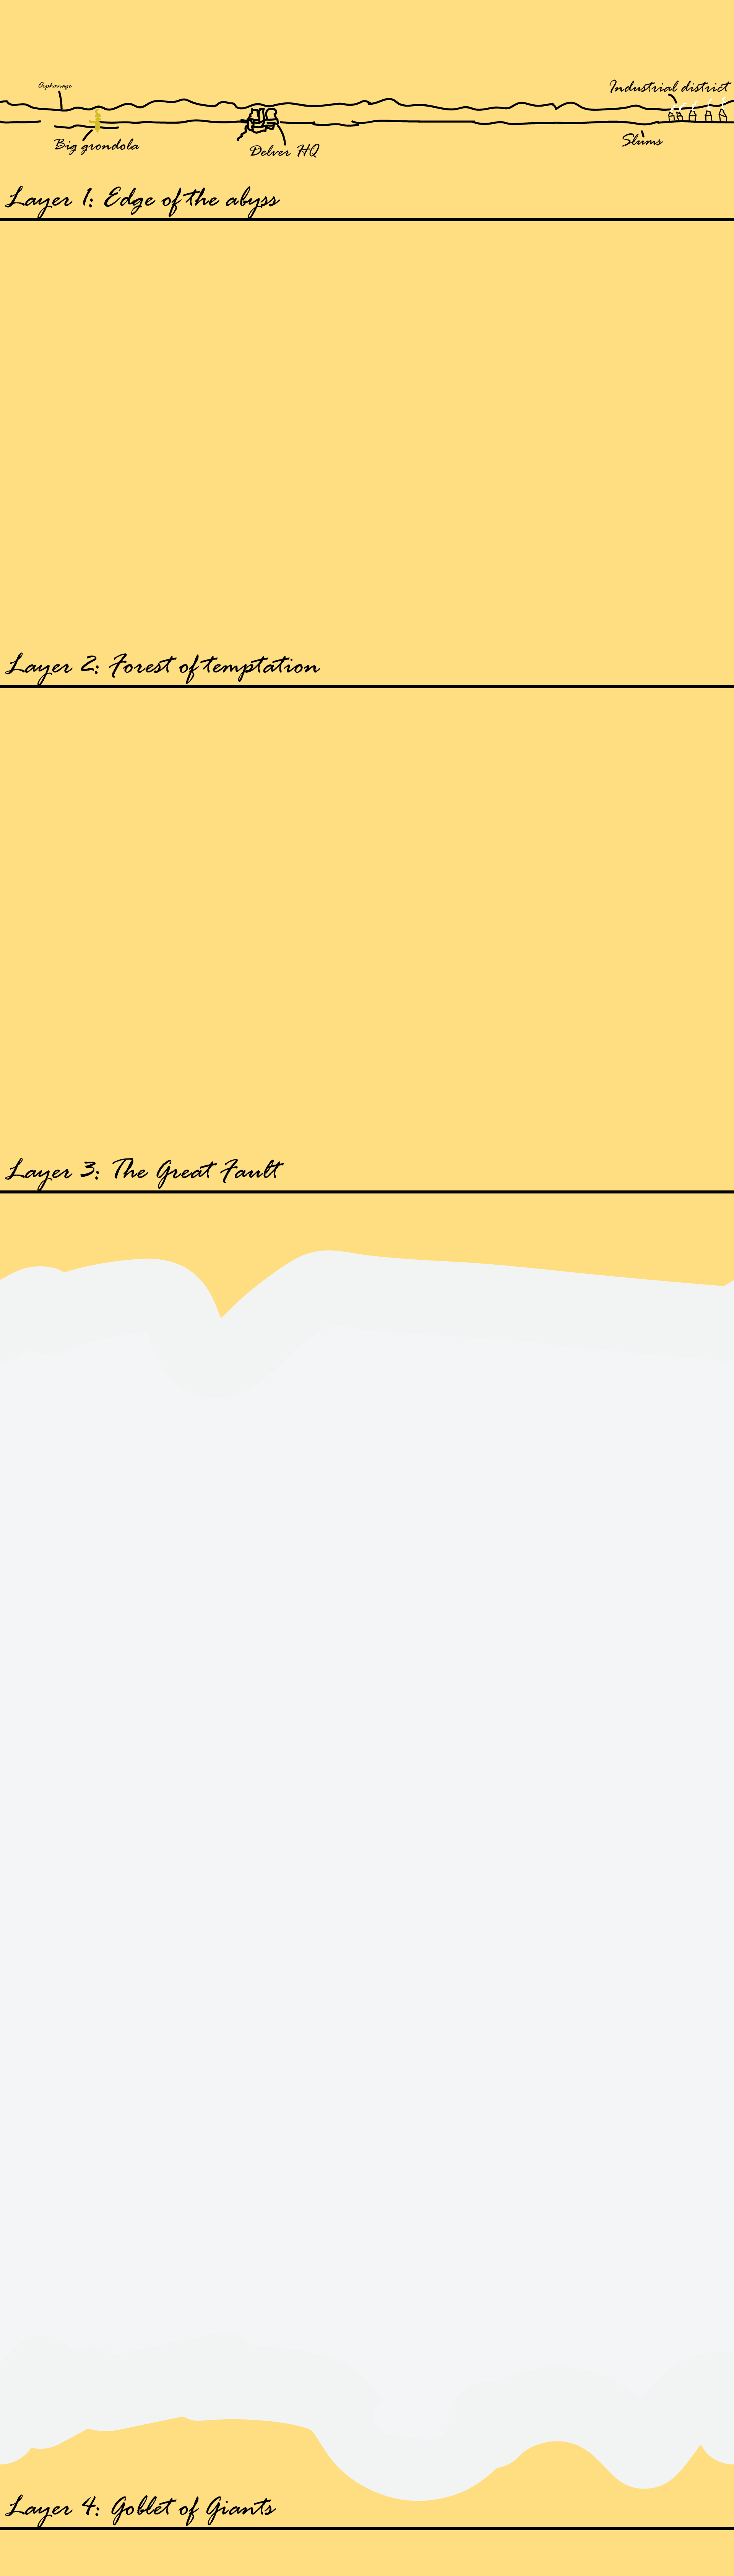 Orphanage
Industrial district
Big grondola
Delver HQ
Slums
Layer 1: Edge of the abyss
Layer 2: Forest of temptation
Layer 3: The Great Fault
Layer 4: Goblet of Giants